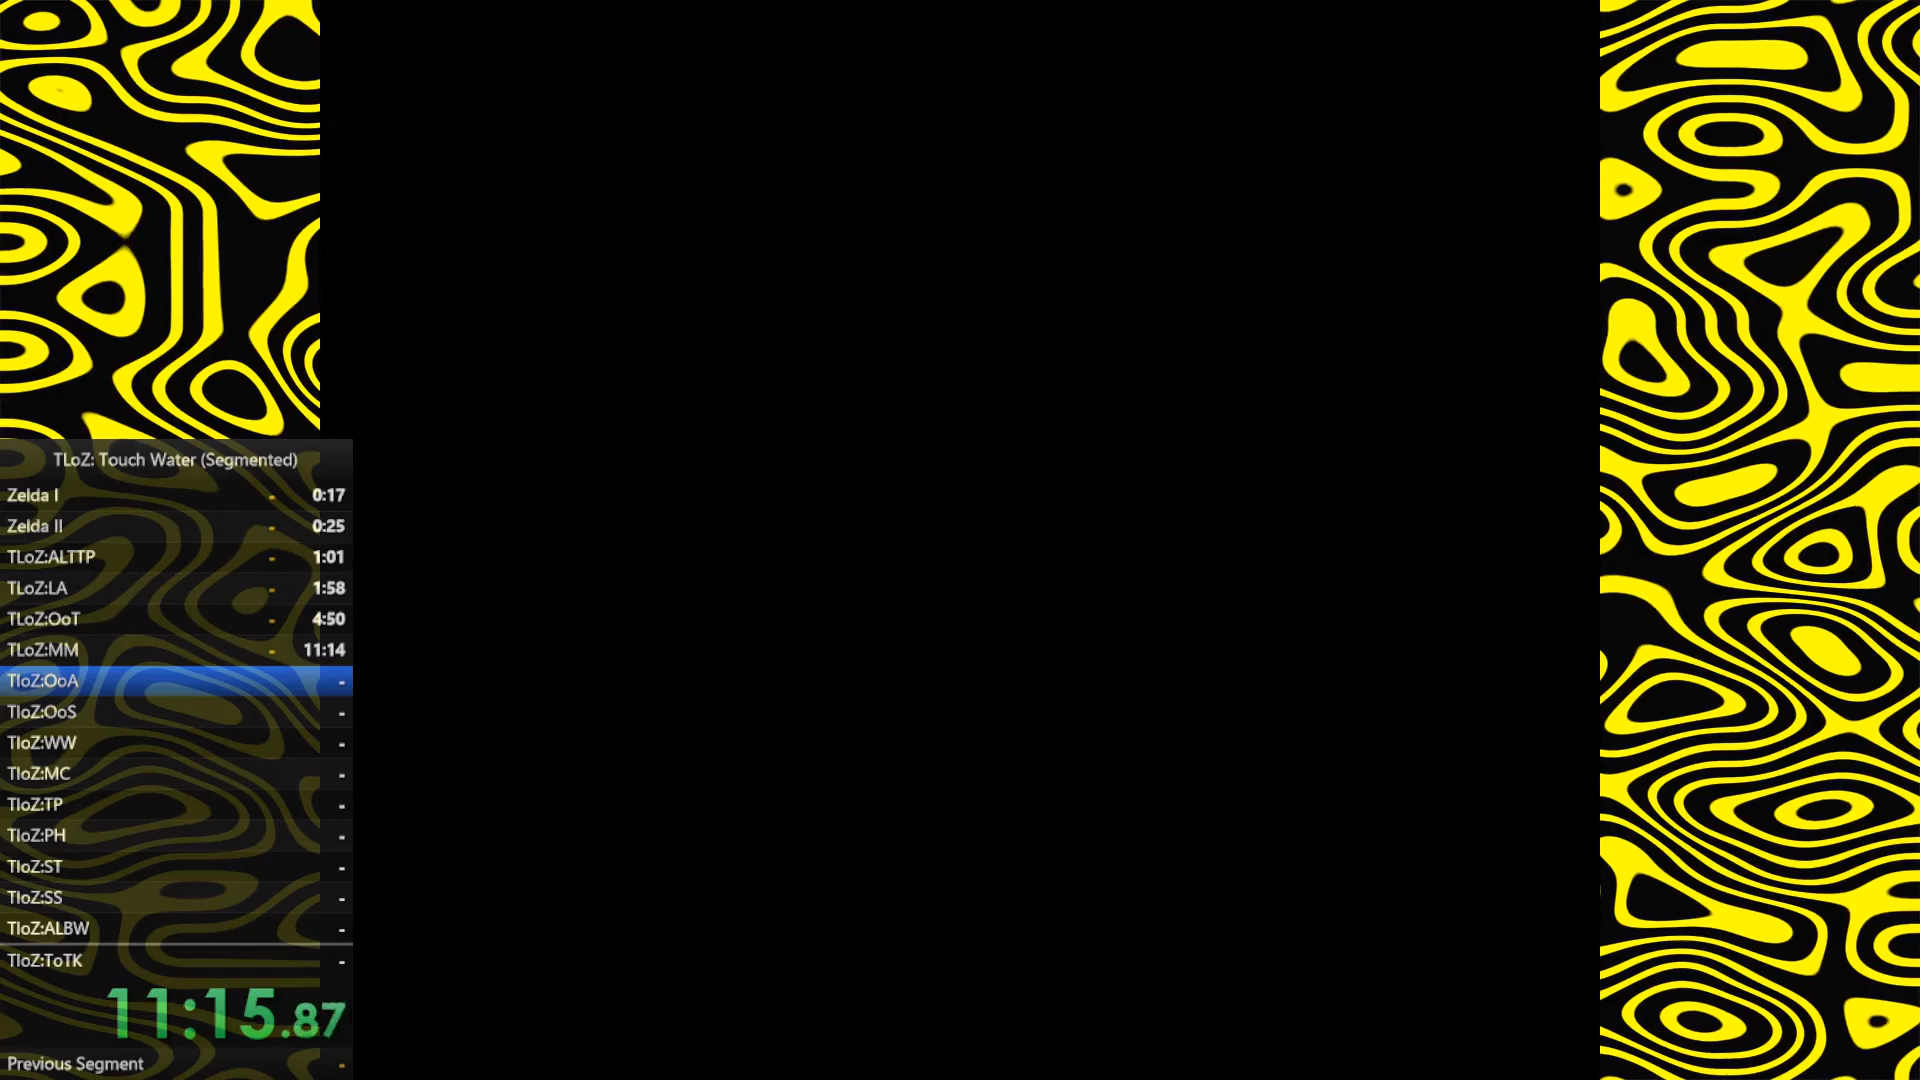 TLoZ: Touch Water (Segmented)
Zelda I - 0:17
Zelda II - 0:25
TLoZ:ALTTP - 1:01
TLoZ:LA - 1:58
TLoZ:OoT - 4:50
TLoZ:MM - 11:14
TloZ:OoA -
TloZ:OoS -
TloZ:WW -
TloZ:MC -
TloZ:TP -
TloZ:PH -
TloZ:ST -
TloZ:SS -
TloZ:ALBW -
TloZ:ToTK -
11:15.87
Previous Segment -